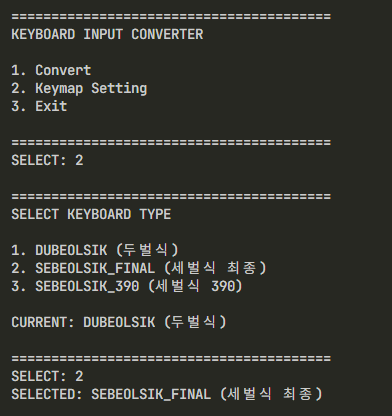 ========================================
KEYBOARD INPUT CONVERTER
1. Convert
2. Keymap Setting
3. Exit
========================================
SELECT: 2
========================================
SELECT KEYBOARD TYPE
1. DUBEOLSIK (두벌식)
2. SEBEOLSIK_FINAL (세벌식 최종)
3. SEBEOLSIK_390 (세벌식 390)
CURRENT: DUBEOLSIK (두벌식)
========================================
SELECT: 2
SELECTED: SEBEOLSIK_FINAL (세벌식 최종)